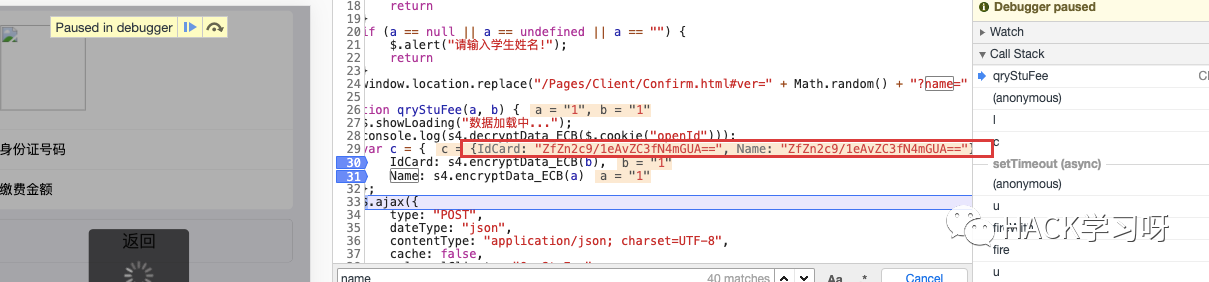 Paused in debugger
身份证号码
缴费金额
返回
18 return
19 }
20 if (a == null || a == undefined || a == "") {
21 $.alert("请输入学生姓名!");
22 return
23 }
24 window.location.replace("/Pages/Client/Confirm.html#ver=" + Math.random() + "?name="
25
26 tion qryStuFee(a, b) { a = "1", b = "1"
27 $.showLoading("数据加载中...");
28 console.log(s4.decryptData_ECB($.cookie("openId")));
29 var c = { c = {IdCard: "ZfZn2c9/1eAvZC3fN4mGUA==", Name: "ZfZn2c9/1eAvZC3fN4mGUA=="}
30 IdCard: s4.encryptData_ECB(b), b = "1"
31 Name: s4.encryptData_ECB(a) a = "1"
32 };
33 $.ajax({
34 type: "POST",
35 dateType: "json",
36 contentType: "application/json; charset=UTF-8",
37 cache: false,
name 40 matches Aa .* Cancel
Debugger paused
Watch
Call Stack
qryStuFee
(anonymous)
l
c
setTimeout (async)
(anonymous)
u
fire
u
HACK学习呀